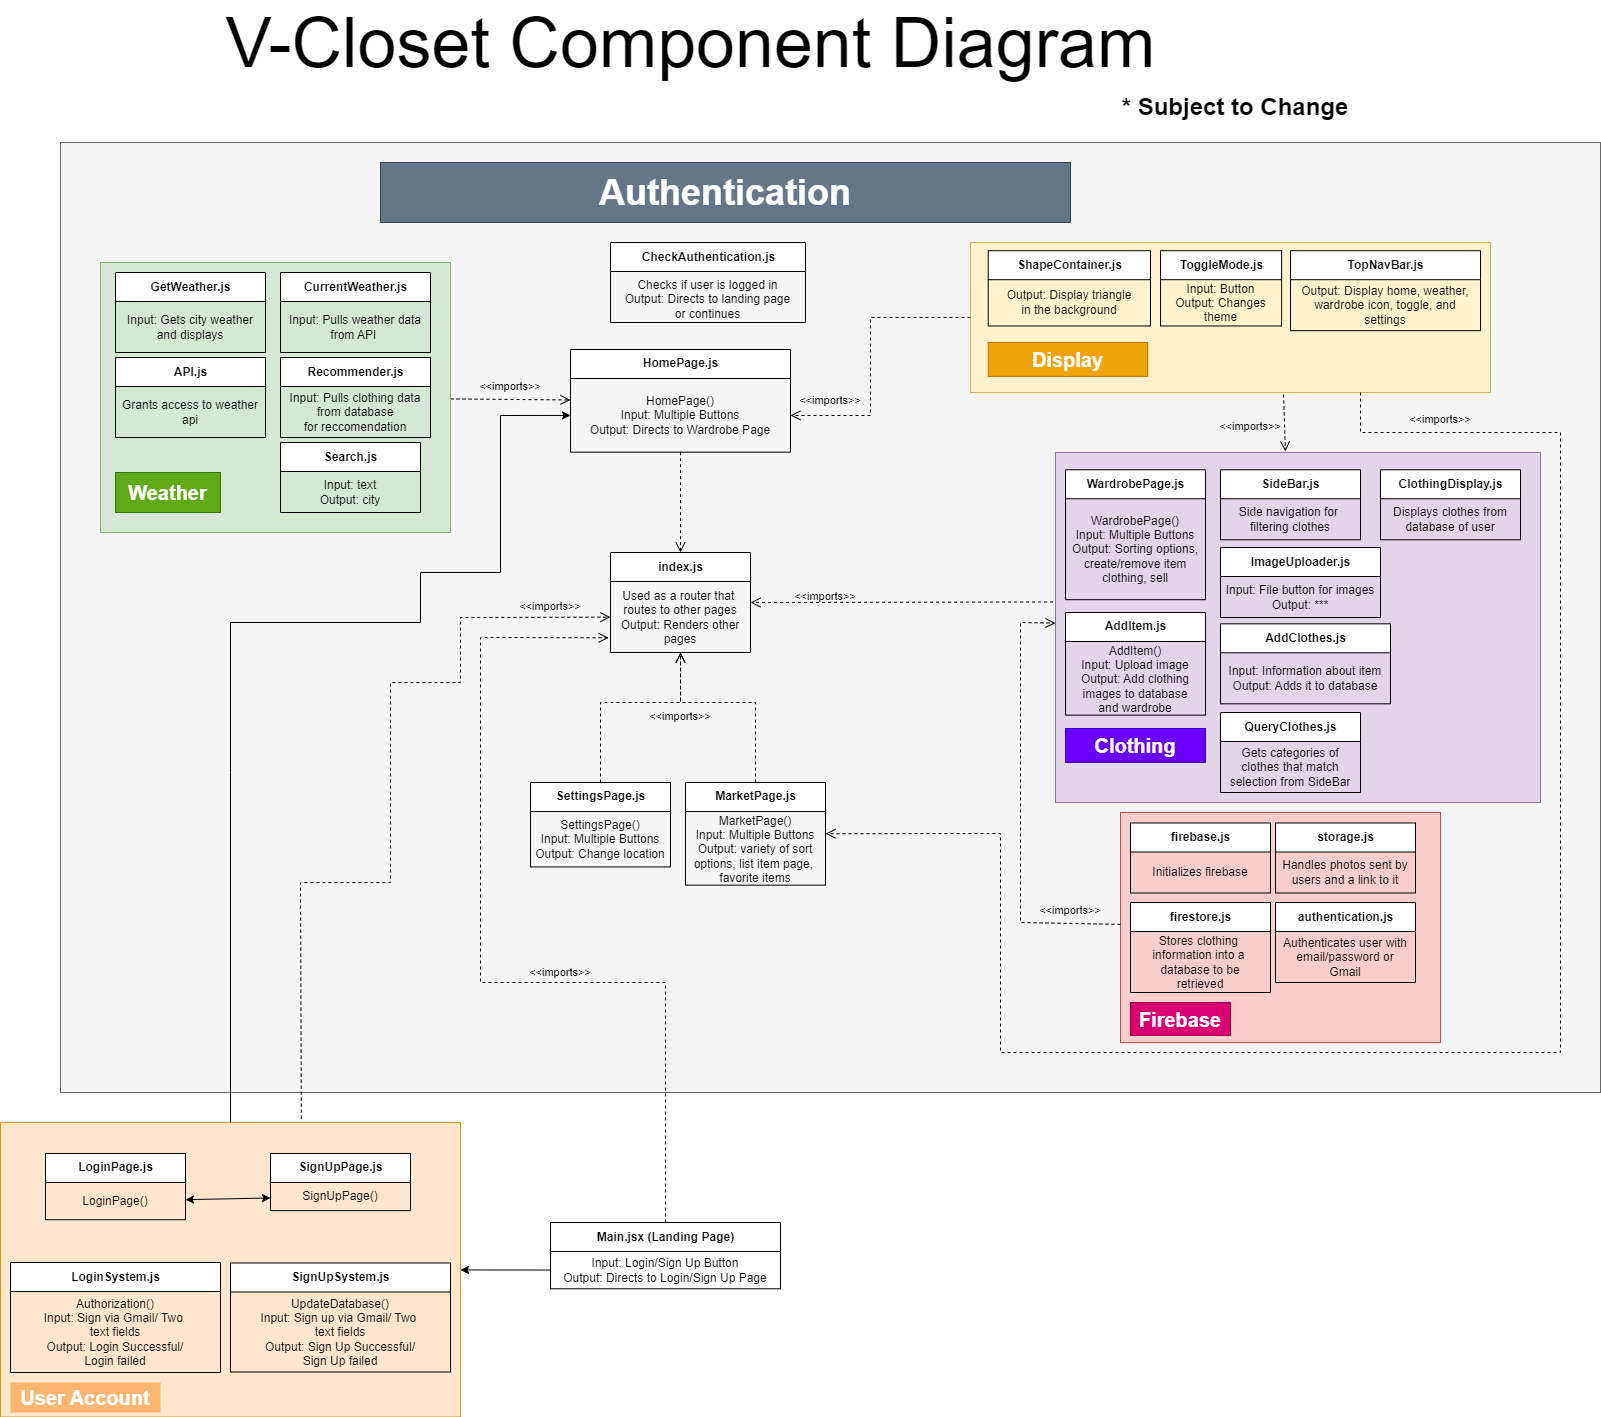 V-Closet Component Diagram
* Subject to Change
Authentication
CheckAuthentication.js
Checks if user is logged in
Output: Directs to landing page
or continues
GetWeather.js
Input: Gets city weather
and displays
CurrentWeather.js
Input: Pulls weather data
from API
API.js
Grants access to weather
api
Recommender.js
Input: Pulls clothing data
from database
for reccomendation
Search.js
Input: text
Output: city
Weather
<<imports>>
HomePage.js
HomePage()
Input: Multiple Buttons
Output: Directs to Wardrobe Page
<<imports>>
ShapeContainer.js
Output: Display triangle
in the background
ToggleMode.js
Input: Button
Output: Changes
theme
TopNavBar.js
Output: Display home, weather,
wardrobe icon, toggle, and
settings
Display
<<imports>>
<<imports>>
WardrobePage.js
WardrobePage()
Input: Multiple Buttons
Output: Sorting options,
create/remove item
clothing, sell
SideBar.js
Side navigation for
filtering clothes
ClothingDisplay.js
Displays clothes from
database of user
ImageUploader.js
Input: File button for images
Output: ***
AddItem.js
AddItem()
Input: Upload image
Output: Add clothing
images to database
and wardrobe
AddClothes.js
Input: Information about item
Output: Adds it to database
QueryClothes.js
Gets categories of
clothes that match
selection from SideBar
Clothing
index.js
Used as a router that
routes to other pages
Output: Renders other
pages
<<imports>>
<<imports>>
<<imports>>
SettingsPage.js
SettingsPage()
Input: Multiple Buttons
Output: Change location
MarketPage.js
MarketPage()
Input: Multiple Buttons
Output: variety of sort
options, list item page,
favorite items
<<imports>>
firebase.js
Initializes firebase
storage.js
Handles photos sent by
users and a link to it
firestore.js
Stores clothing
information into a
database to be
retrieved
authentication.js
Authenticates user with
email/password or
Gmail
Firebase
<<imports>>
LoginPage.js
LoginPage()
SignUpPage.js
SignUpPage()
LoginSystem.js
Authorization()
Input: Sign via Gmail/ Two
text fields
Output: Login Successful/
Login failed
SignUpSystem.js
UpdateDatabase()
Input: Sign up via Gmail/ Two
text fields
Output: Sign Up Successful/
Sign Up failed
User Account
Main.jsx (Landing Page)
Input: Login/Sign Up Button
Output: Directs to Login/Sign Up Page